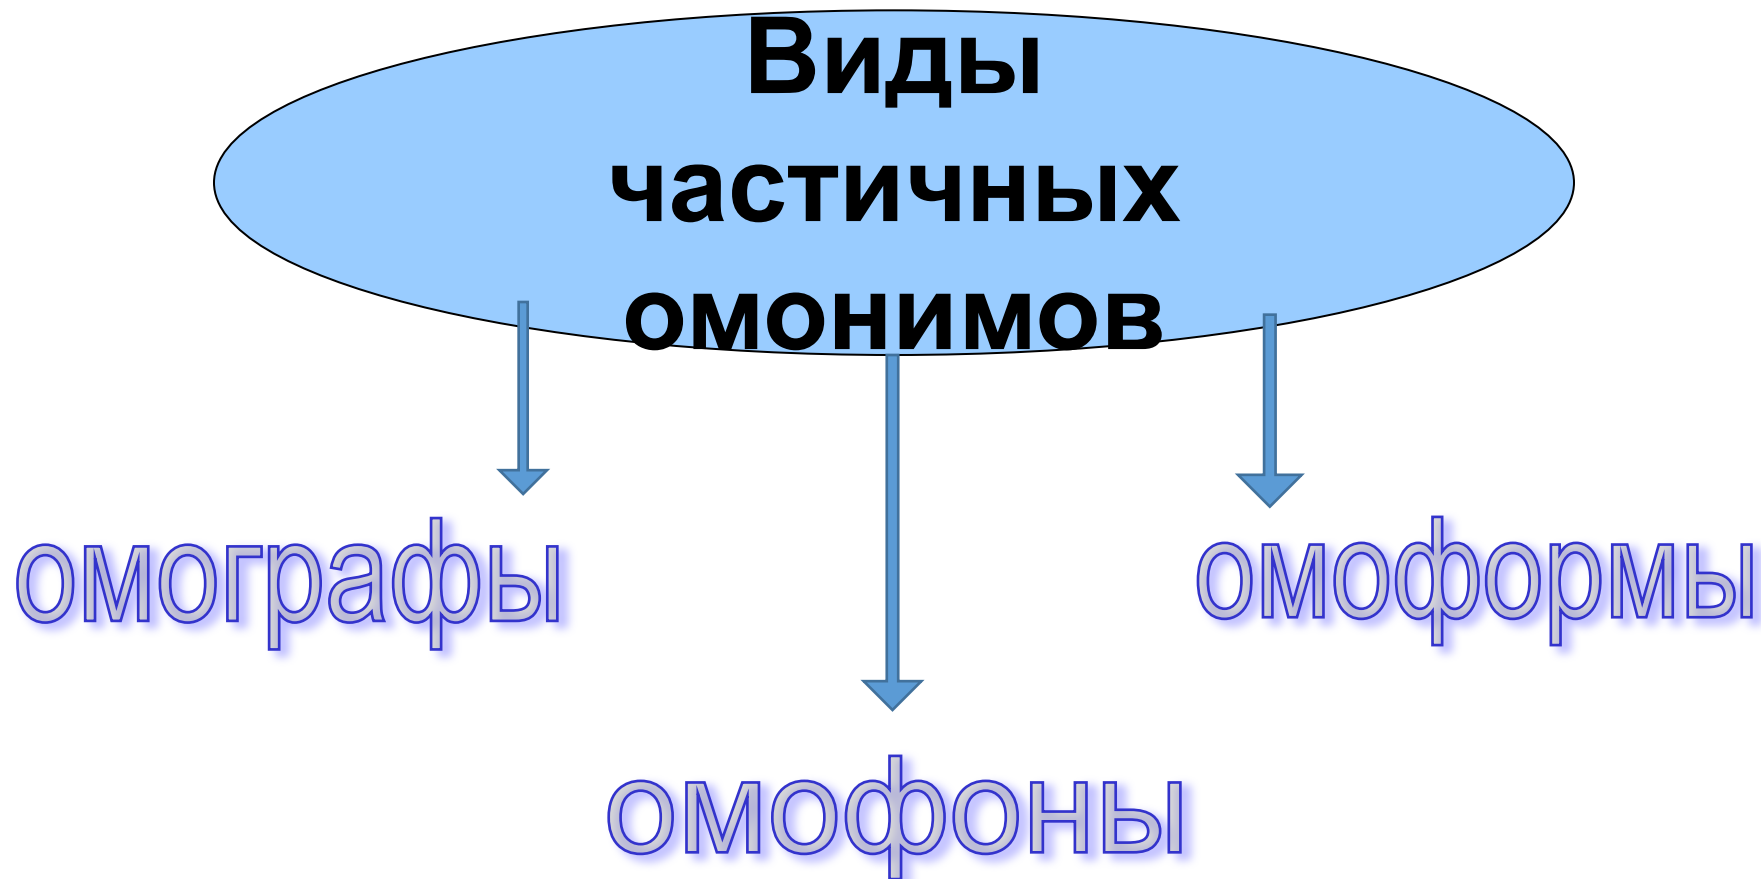 Виды
частичных
омонимов
омографы
омоформы
омофоны